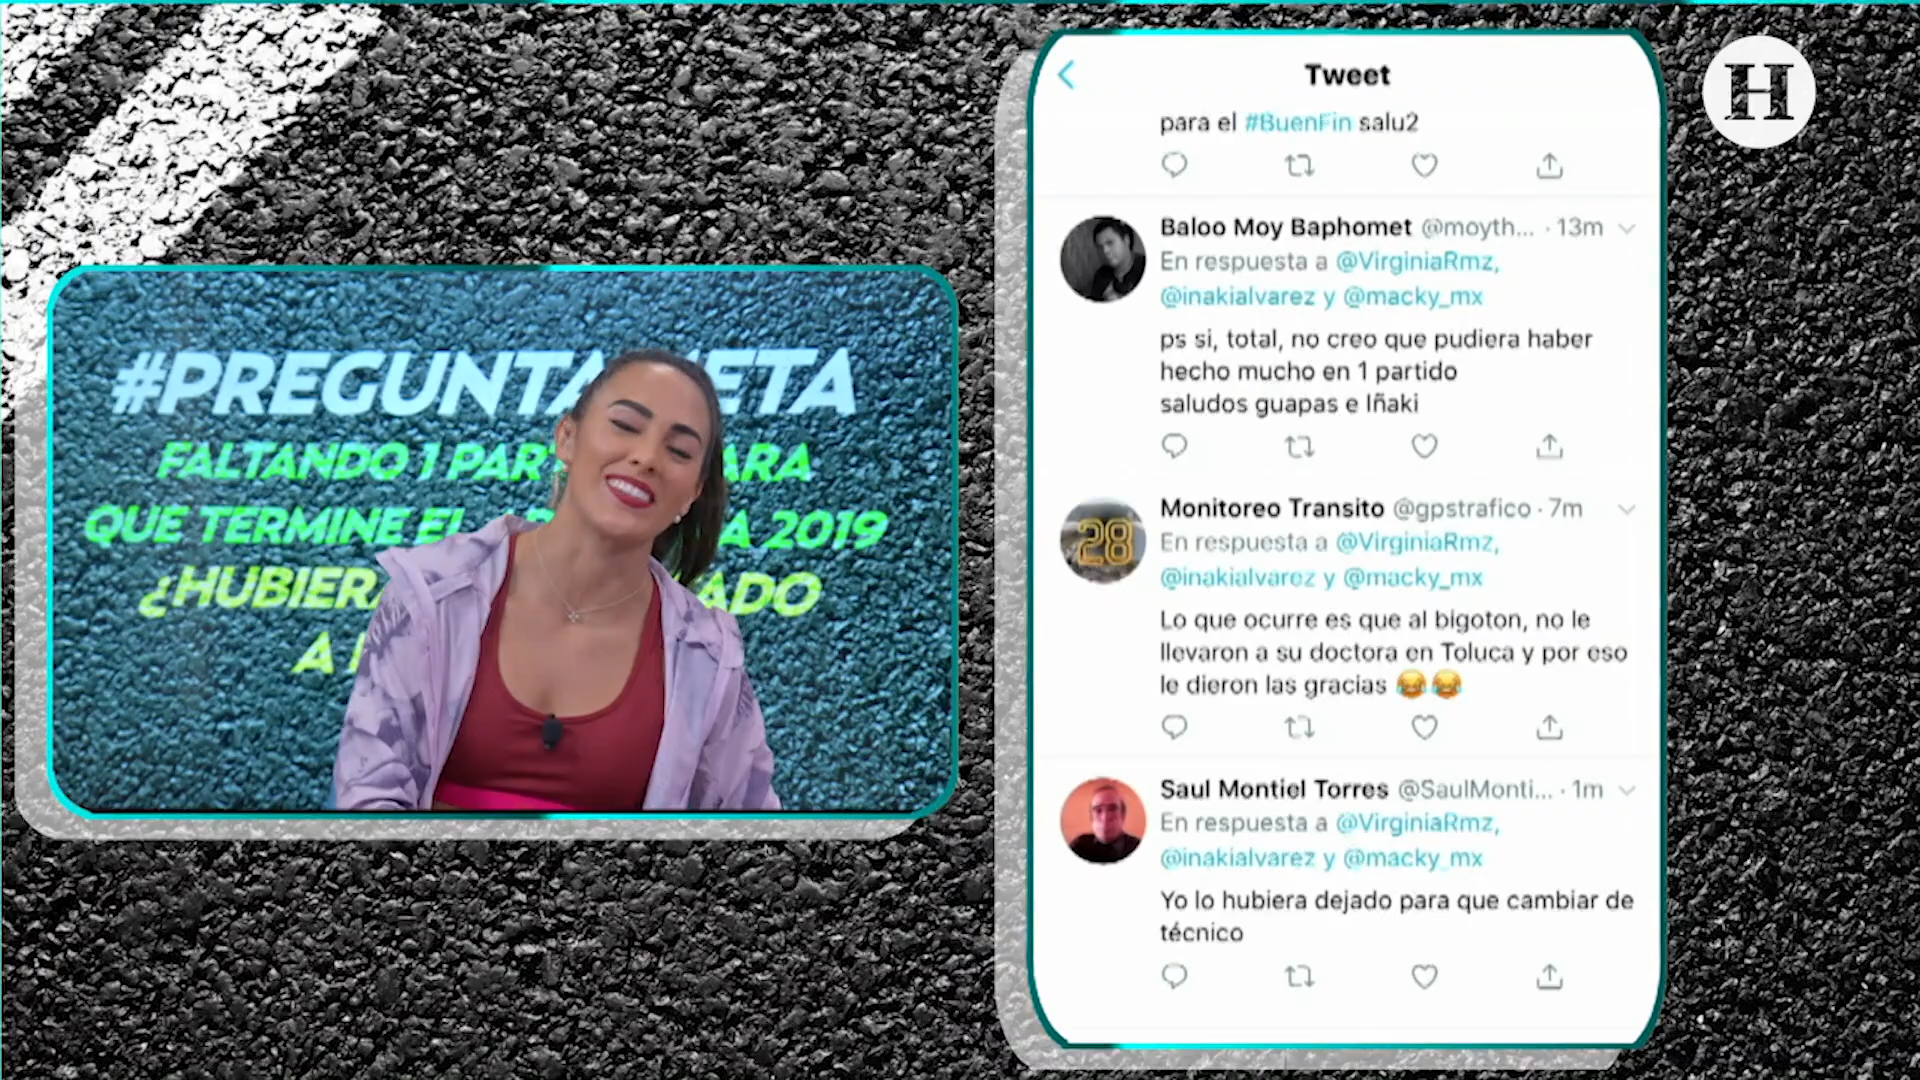 H
#PREGUNTA ETA
FALTANDO 1 PAR ARA
QUE TERMINE EL A 2019
¿HUBIERA ADO
A
Tweet
para el #BuenFin salu2
Baloo Moy Baphomet @moyth... · 13m
En respuesta a @VirginiaRmz,
@inakialvarez y @macky_mx
ps si, total, no creo que pudiera haber
hecho mucho en 1 partido
saludos guapas e Iñaki
Monitoreo Transito @gpstrafico · 7m
En respuesta a @VirginiaRmz,
@inakialvarez y @macky_mx
28
Lo que ocurre es que al bigoton, no le
llevaron a su doctora en Toluca y por eso
le dieron las gracias 😂😂
Saul Montiel Torres @SaulMonti... · 1m
En respuesta a @VirginiaRmz,
@inakialvarez y @macky_mx
Yo lo hubiera dejado para que cambiar de
técnico